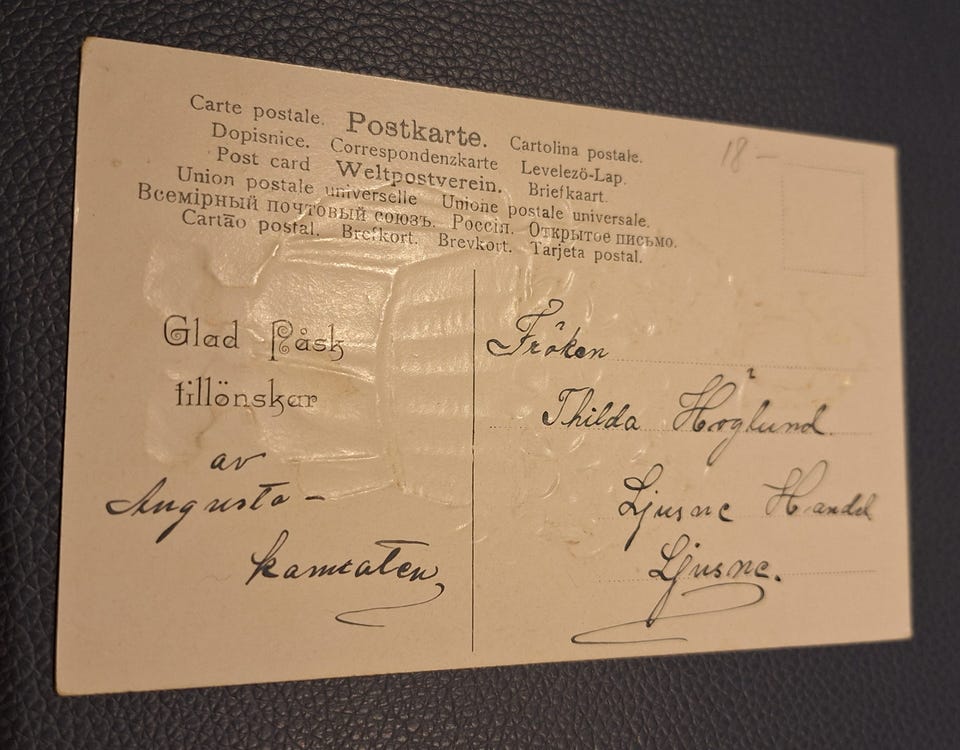 Carte postale. Postkarte. Cartolina postale.
Dopisnice. Correspondenzkarte Levelező-Lap.
Post card Weltpostverein. Briefkaart.
Union postale universelle Unione postale universale.
Всемірный почтовый союзъ. Россія. Открытое письмо.
Cartão postal. Brefkort. Brevkort. Tarjeta postal.
18 –
Glad Påsk
tillönskar
av
Augusta –
kamraten
Fröken
Thilda Höglund
Ljusne Handel
Ljusne.